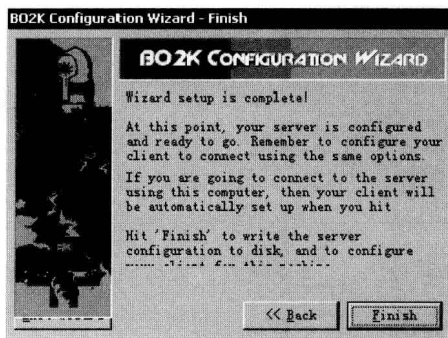 BO2K Configuration Wizard - Finish
BO2K CONFIGURATION WIZARD
Wizard setup is complete!
At this point, your server is configured
and ready to go. Remember to configure your
client to connect using the same options.
If you are going to connect to the server
using this computer, then your client will
be automatically set up when you hit
Hit 'Finish' to write the server
configuration to disk, and to configure
<< Back
Finish